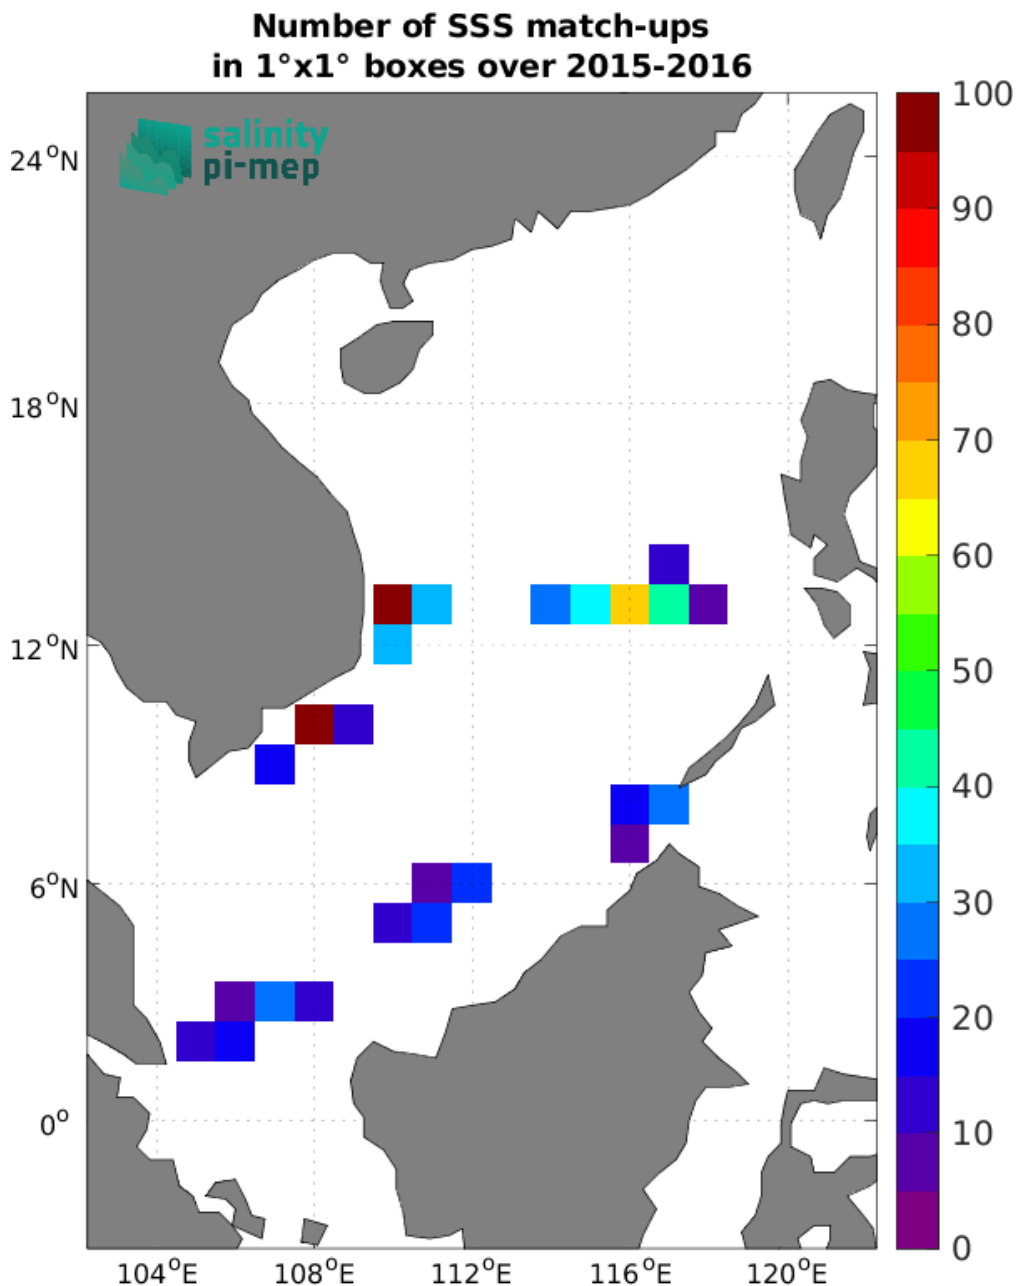 Number of SSS match-ups
in 1°x1° boxes over 2015-2016
salinity
pi-mep
24°N
18°N
12°N
6°N
0°
104°E
108°E
112°E
116°E
120°E
100
90
80
70
60
50
40
30
20
10
0